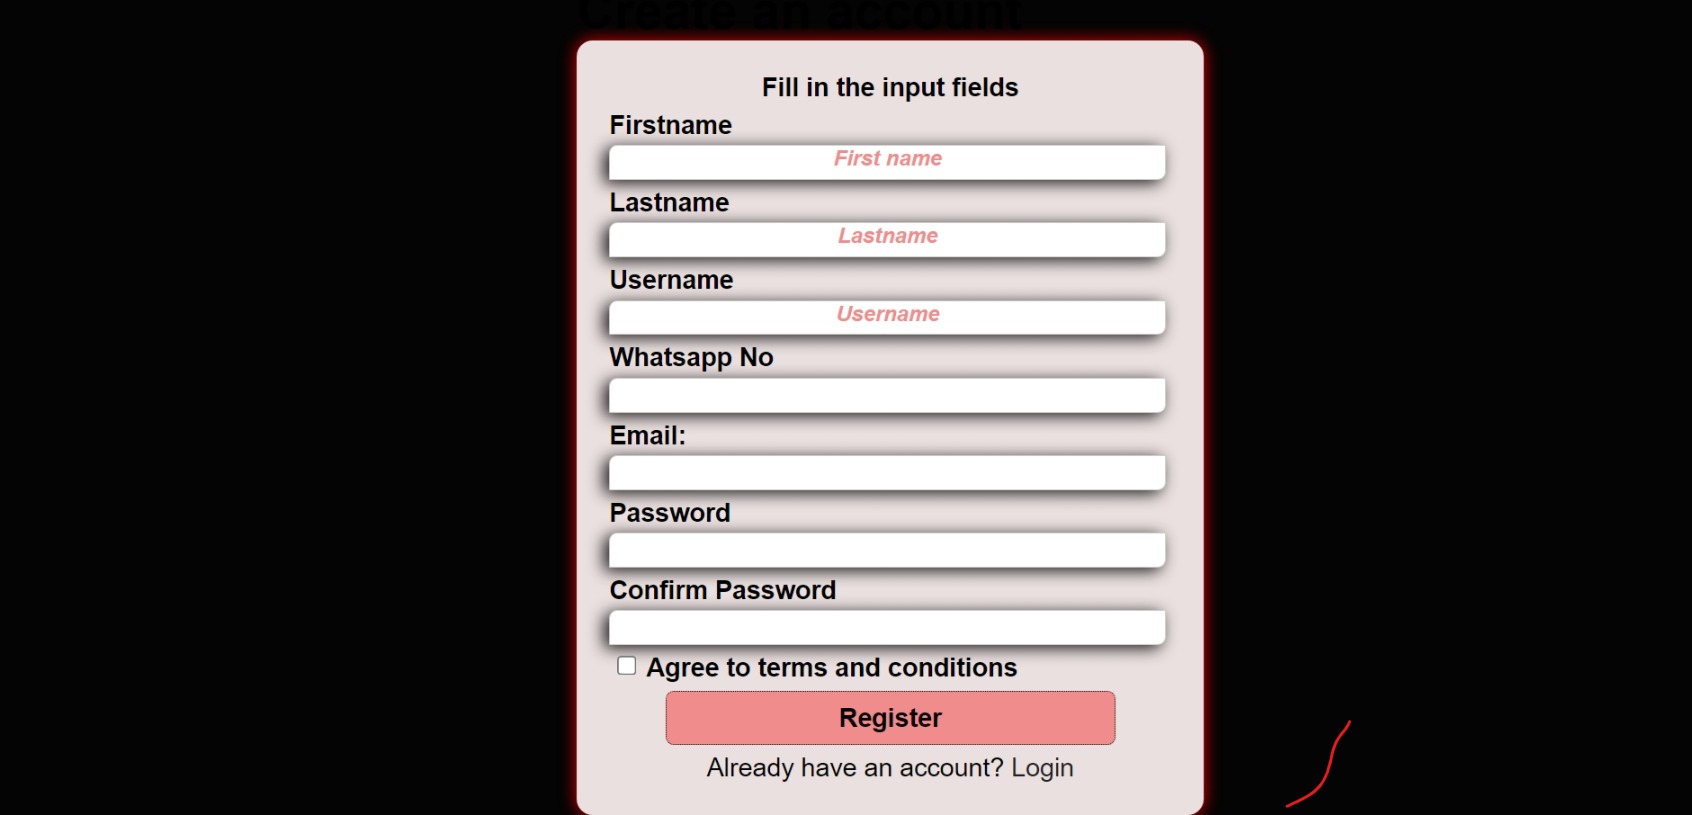 Create an account
Fill in the input fields
Firstname
First name
Lastname
Lastname
Username
Username
Whatsapp No
Email:
Password
Confirm Password
Agree to terms and conditions
Register
Already have an account? Login